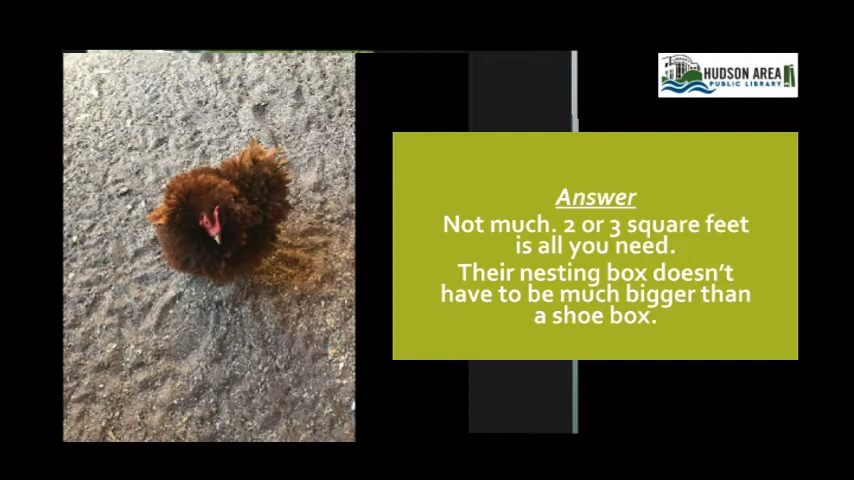 HUDSON AREA
PUBLIC LIBRARY
Answer
Not much. 2 or 3 square feet
is all you need.
Their nesting box doesn't
have to be much bigger than
a shoe box.